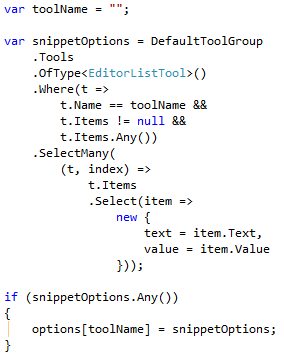 var toolName = "";
var snippetOptions = DefaultToolGroup
.Tools
.OfType<EditorListTool>()
.Where(t =>
t.Name == toolName &&
t.Items != null &&
t.Items.Any())
.SelectMany(
(t, index) =>
t.Items
.Select(item =>
new {
text = item.Text,
value = item.Value
}));
if (snippetOptions.Any())
{
options[toolName] = snippetOptions;
}